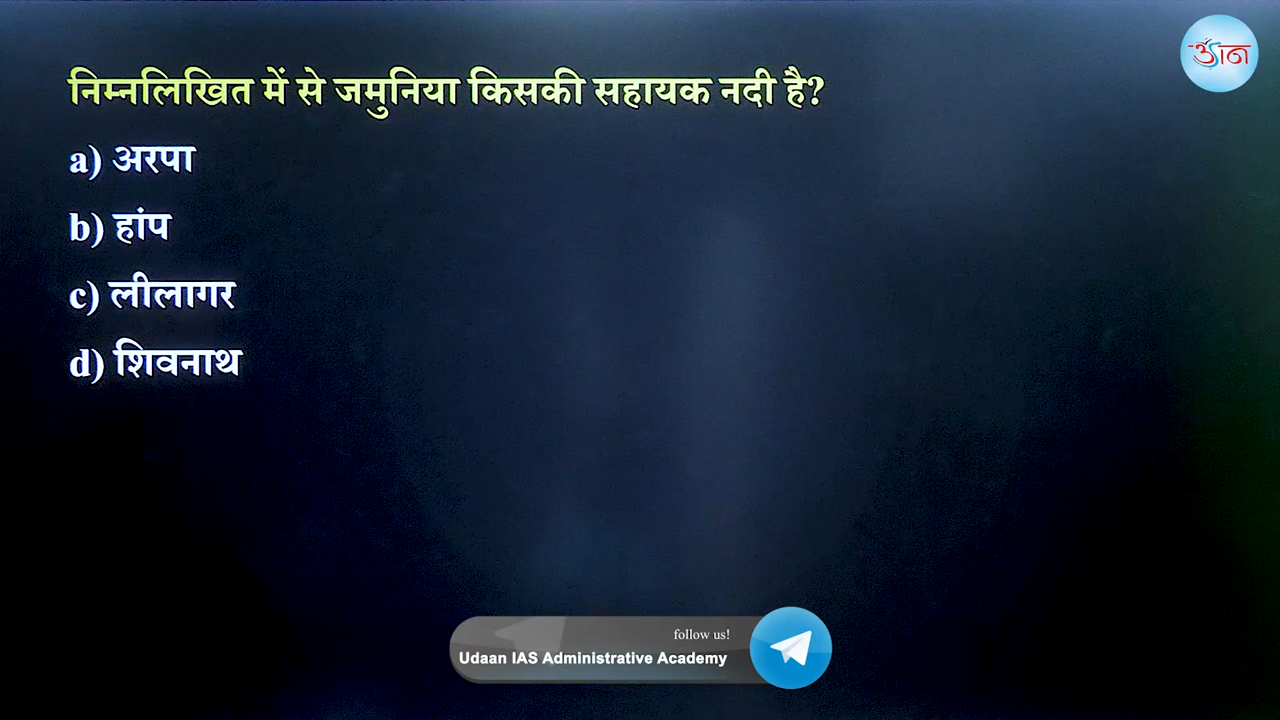 उड़ान
निम्नलिखित में से जमुनिया किसकी सहायक नदी है?
a) अरपा
b) हांप
c) लीलागर
d) शिवनाथ
follow us!
Udaan IAS Administrative Academy